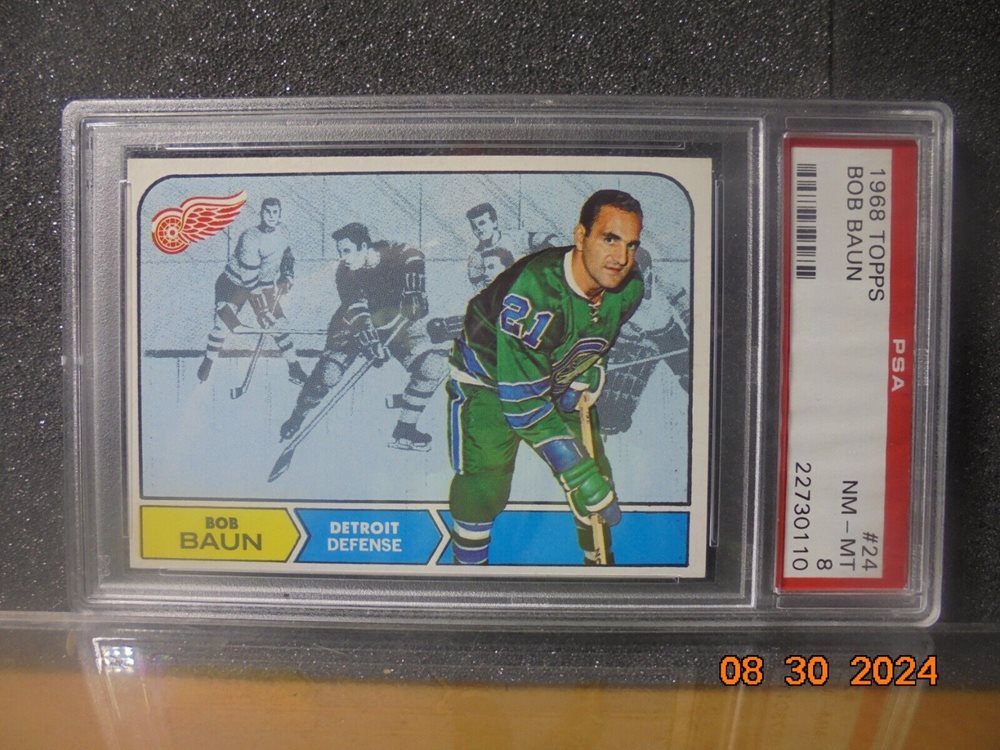 21
BOB
BAUN
DETROIT
DEFENSE
1968 TOPPS
BOB BAUN
PSA
#24
NM – MT
8
22730110
08 30 2024